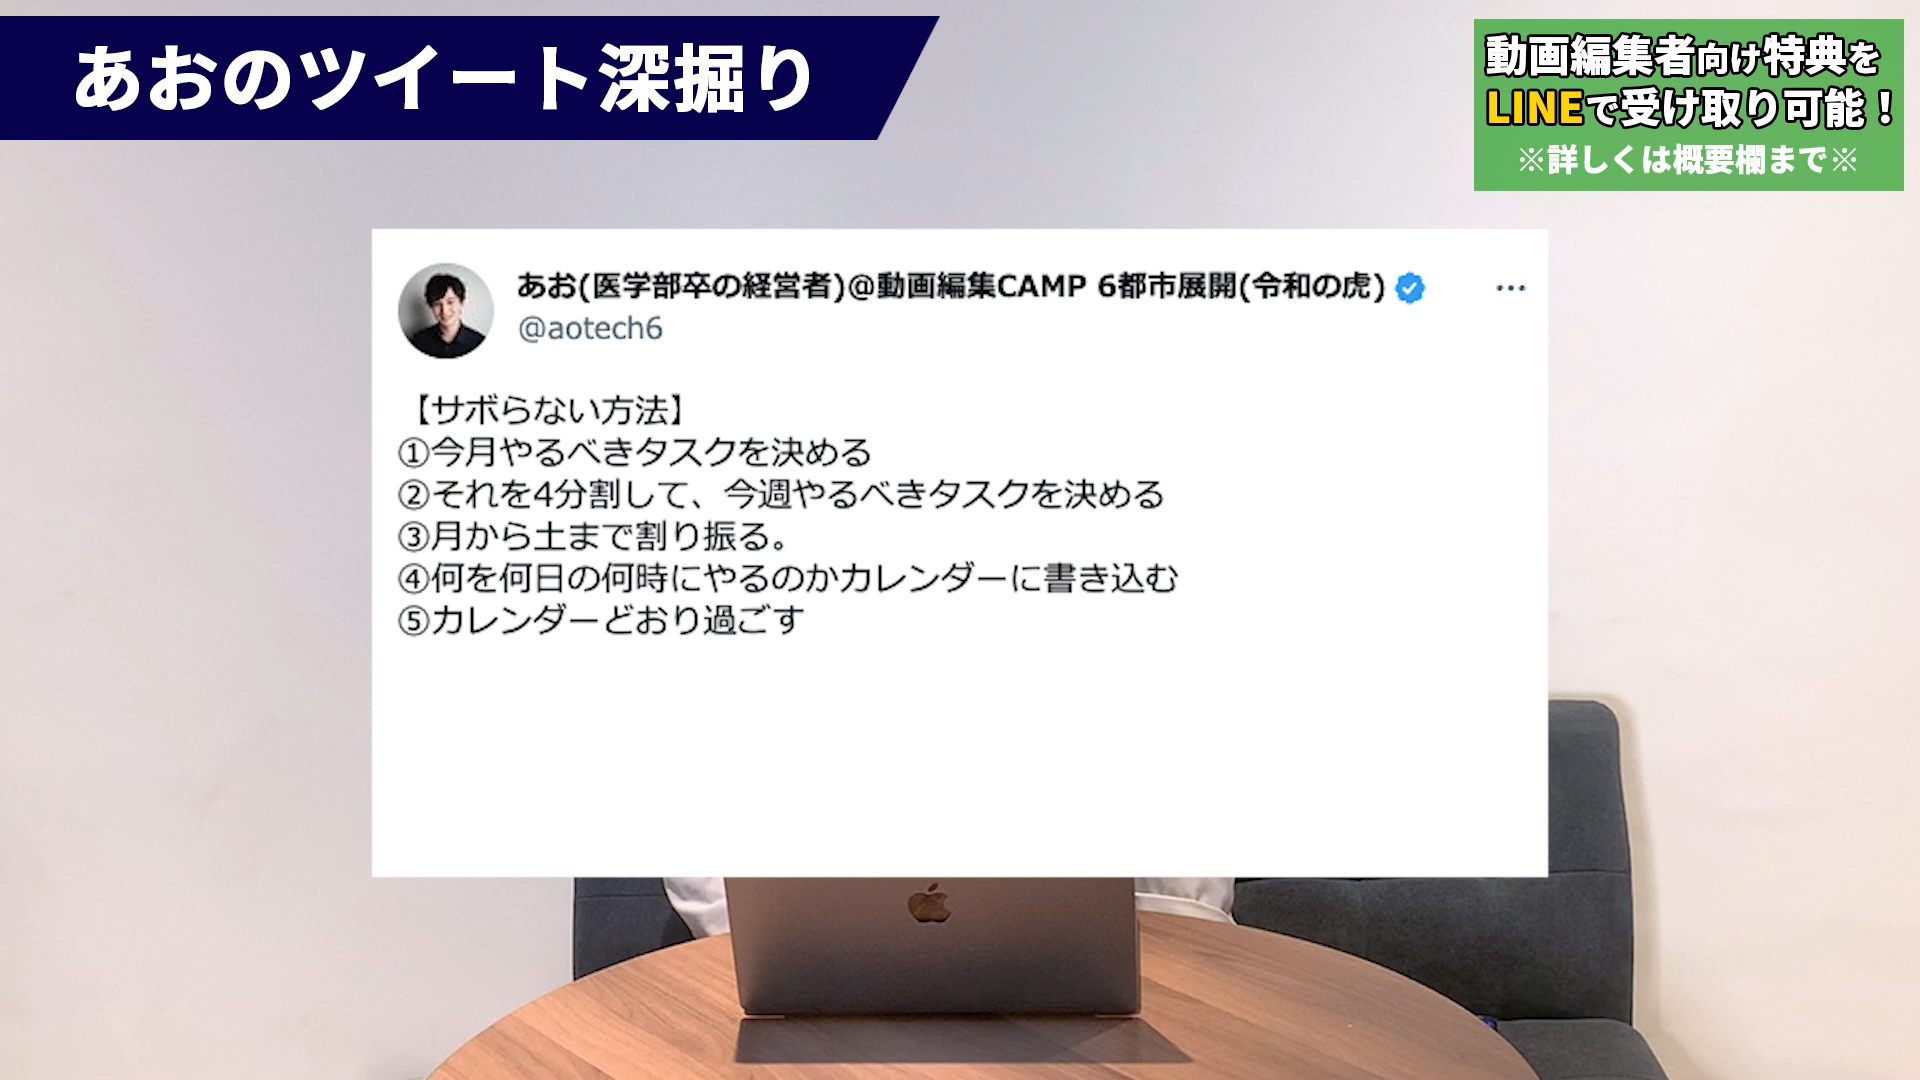 あおのツイート深掘り
動画編集者向け特典を
LINEで受け取り可能！
※詳しくは概要欄まで※
あお(医学部卒の経営者)@動画編集CAMP 6都市展開(令和の虎)
@aotech6
【サボらない方法】
①今月やるべきタスクを決める
②それを4分割して、今週やるべきタスクを決める
③月から土まで割り振る。
④何を何日の何時にやるのかカレンダーに書き込む
⑤カレンダーどおり過ごす